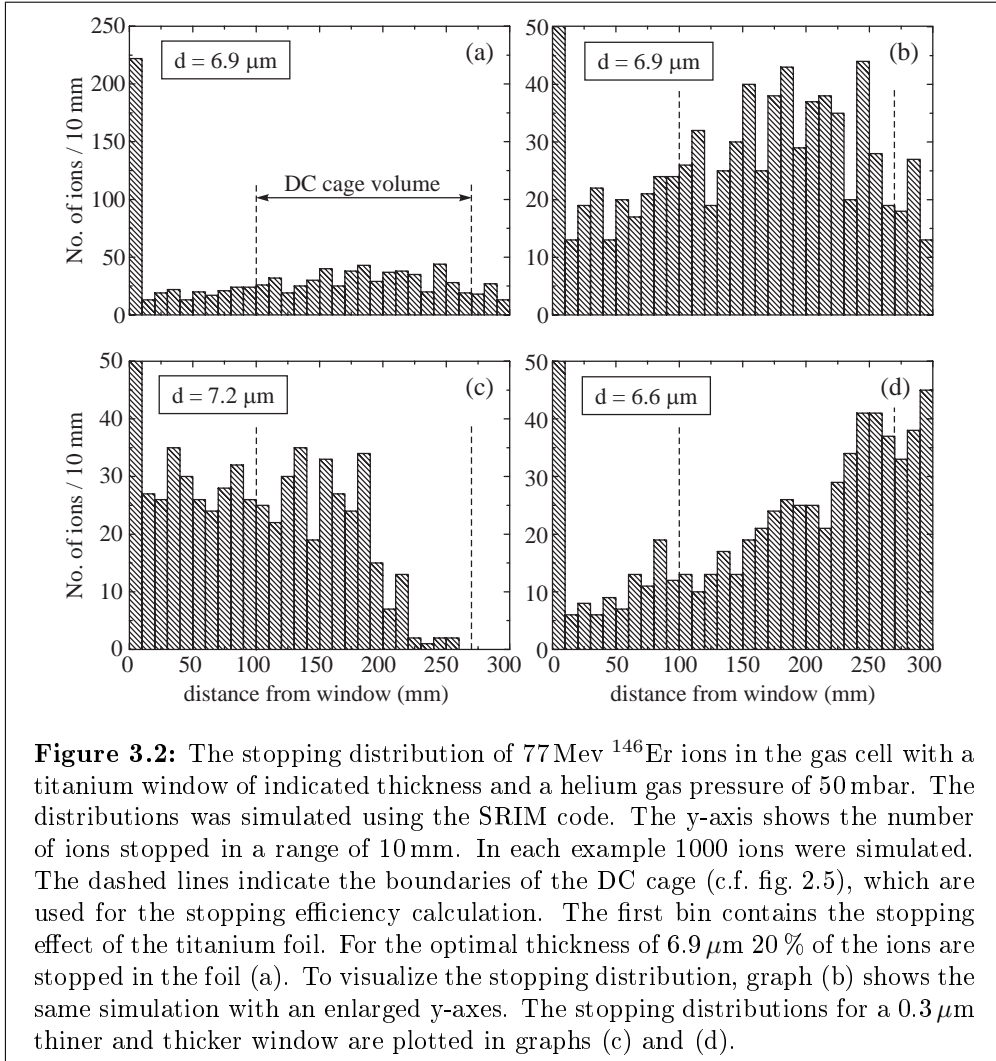 250
200
150
100
50
0
No. of ions / 10 mm
d = 6.9 μm
(a)
DC cage volume
50
40
30
20
10
0
d = 6.9 μm
(b)
50
40
30
20
10
0
No. of ions / 10 mm
d = 7.2 μm
(c)
0 50 100 150 200 250 300
distance from window (mm)
50
40
30
20
10
0
d = 6.6 μm
(d)
0 50 100 150 200 250 300
distance from window (mm)
Figure 3.2: The stopping distribution of 77 Mev ¹⁴⁶Er ions in the gas cell with a
titanium window of indicated thickness and a helium gas pressure of 50 mbar. The
distributions was simulated using the SRIM code. The y-axis shows the number
of ions stopped in a range of 10 mm. In each example 1000 ions were simulated.
The dashed lines indicate the boundaries of the DC cage (c.f. fig. 2.5), which are
used for the stopping efficiency calculation. The first bin contains the stopping
effect of the titanium foil. For the optimal thickness of 6.9 μm 20 % of the ions are
stopped in the foil (a). To visualize the stopping distribution, graph (b) shows the
same simulation with an enlarged y-axes. The stopping distributions for a 0.3 μm
thiner and thicker window are plotted in graphs (c) and (d).